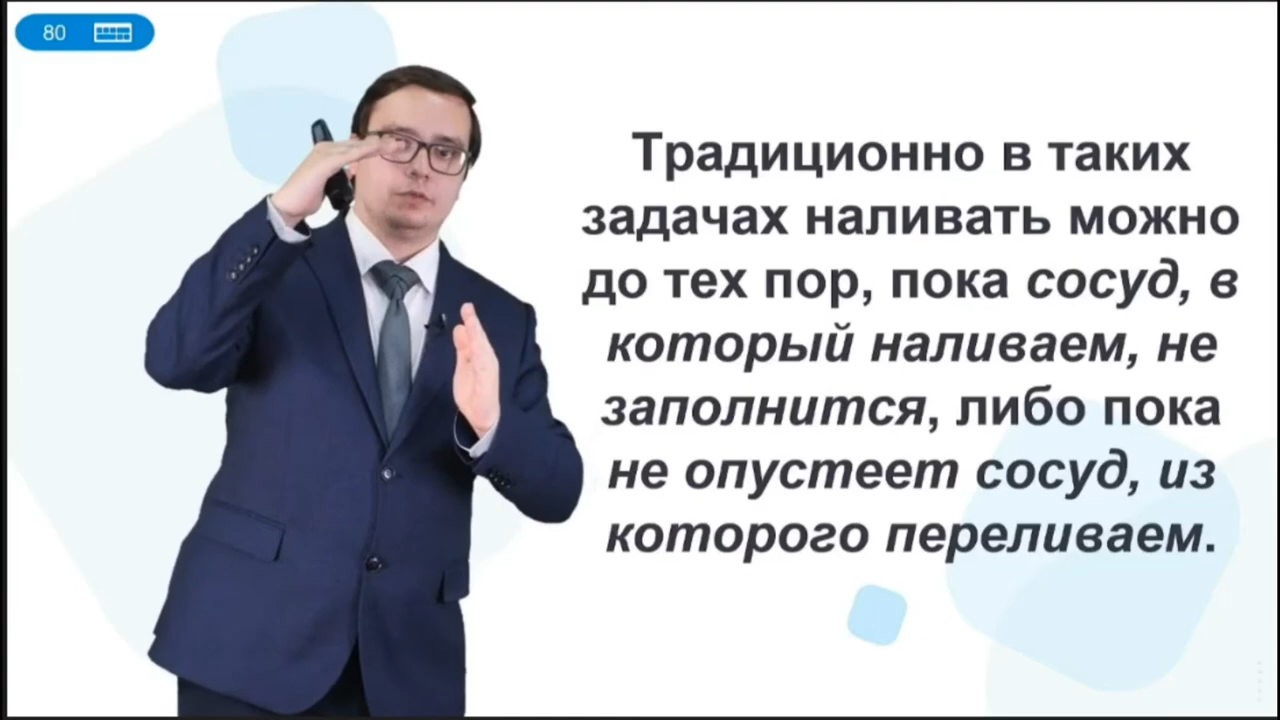 80
Традиционно в таких
задачах наливать можно
до тех пор, пока сосуд, в
который наливаем, не
заполнится, либо пока
не опустеет сосуд, из
которого переливаем.